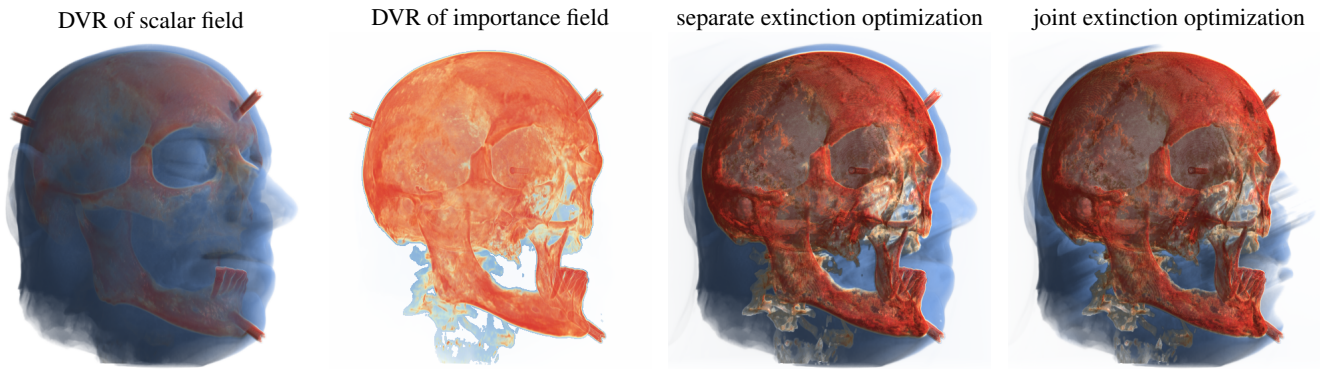 DVR of scalar field
DVR of importance field
separate extinction optimization
joint extinction optimization